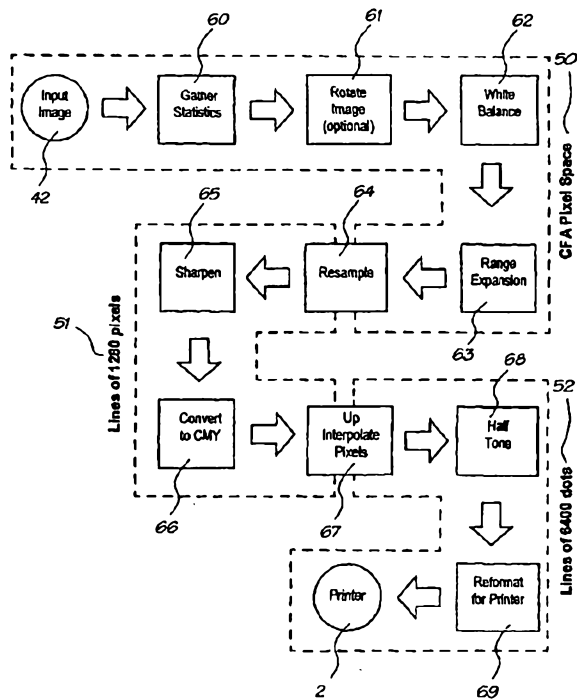 60
61
62
50
Input
Image
Gather
Statistics
Rotate
Image
(optional)
White
Balance
42
CFA Pixel Space
65
64
Sharpen
Resample
Range
Expansion
63
51
Lines of 1280 pixels
68
52
Convert
to CMY
Up
Interpolate
Pixels
Half
Tone
66
67
Lines of 6400 dots
Printer
Reformat
for Printer
2
69